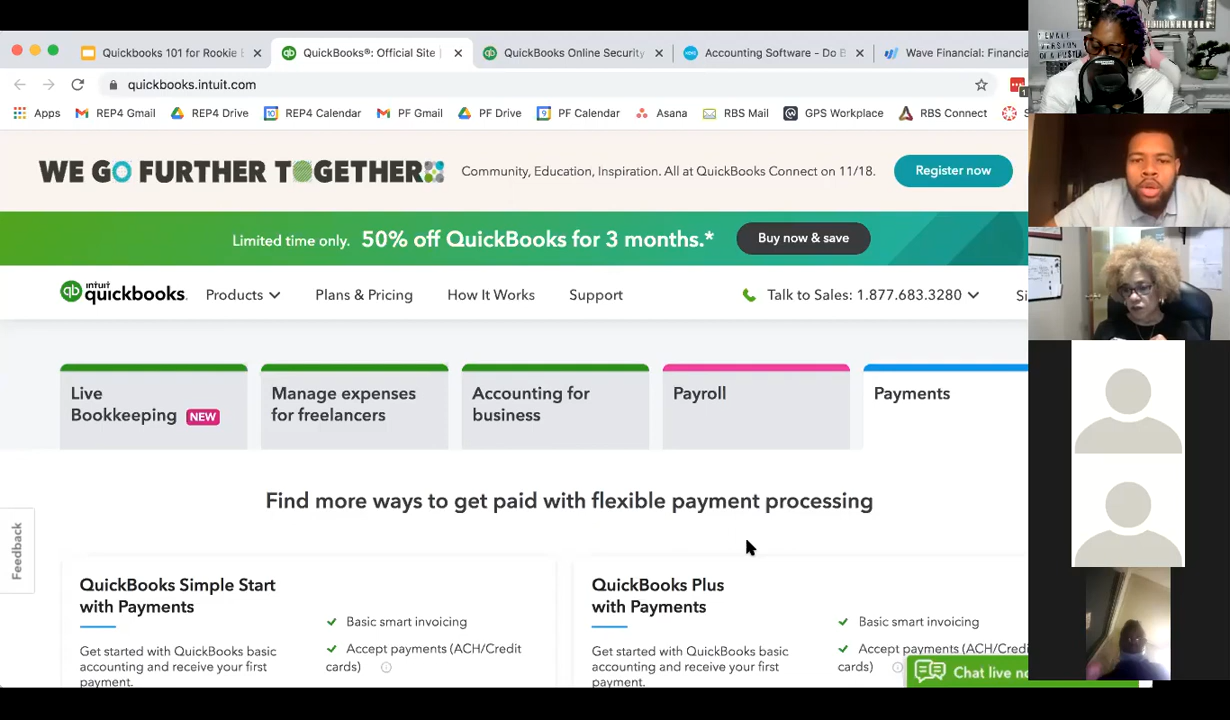 Quickbooks 101 for Rookie
QuickBooks®: Official Site
QuickBooks Online Security
Accounting Software - Do B
Wave Financial: Financia
quickbooks.intuit.com
Apps
REP4 Gmail
REP4 Drive
REP4 Calendar
PF Gmail
PF Drive
PF Calendar
Asana
RBS Mail
GPS Workplace
RBS Connect
WE GO FURTHER TOGETHER
Community, Education, Inspiration. All at QuickBooks Connect on 11/18.
Register now
Limited time only. 50% off QuickBooks for 3 months.*
Buy now & save
intuit
quickbooks.
Products
Plans & Pricing
How It Works
Support
Talk to Sales: 1.877.683.3280
Live
Bookkeeping NEW
Manage expenses
for freelancers
Accounting for
business
Payroll
Payments
Find more ways to get paid with flexible payment processing
Feedback
QuickBooks Simple Start
with Payments
Get started with QuickBooks basic
accounting and receive your first
payment.
Basic smart invoicing
Accept payments (ACH/Credit
cards)
QuickBooks Plus
with Payments
Get started with QuickBooks basic
accounting and receive your first
payment.
Basic smart invoicing
Accept payments (ACH/Credit
cards)
Chat live